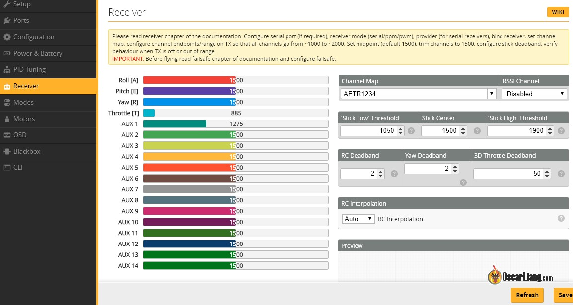 Setup
Ports
Configuration
Power & Battery
PID Tuning
Receiver
Modes
Motors
OSD
Blackbox
CLI
Receiver
WIKI
Please read receiver chapter of the documentation. Configure serial port (if required), receiver mode (serial/ppm/pwm), provider (for serial receivers), bind receiver, set channel
map, configure channel endpoints/range on TX so that all channels go from ~1000 to ~2000. Set midpoint (default 1500), trim channels to 1500, configure stick deadband, verify
behaviour when TX is off or out of range.
IMPORTANT: Before flying read failsafe chapter of documentation and configure failsafe.
Roll [A] 1500
Pitch [E] 1500
Yaw [R] 1500
Throttle [T] 885
AUX 1 1275
AUX 2 1500
AUX 3 1500
AUX 4 1500
AUX 5 1500
AUX 6 1500
AUX 7 1500
AUX 8 1500
AUX 9 1500
AUX 10 1500
AUX 11 1500
AUX 12 1500
AUX 13 1500
AUX 14 1500
Channel Map RSSI Channel
AETR1234 Disabled
'Stick Low' Threshold Stick Center 'Stick High' Threshold
1050 1500 1900
RC Deadband Yaw Deadband 3D Throttle Deadband
2 2 50
RC Interpolation
Auto RC Interpolation
Preview
OscarLiang.com
Refresh Save